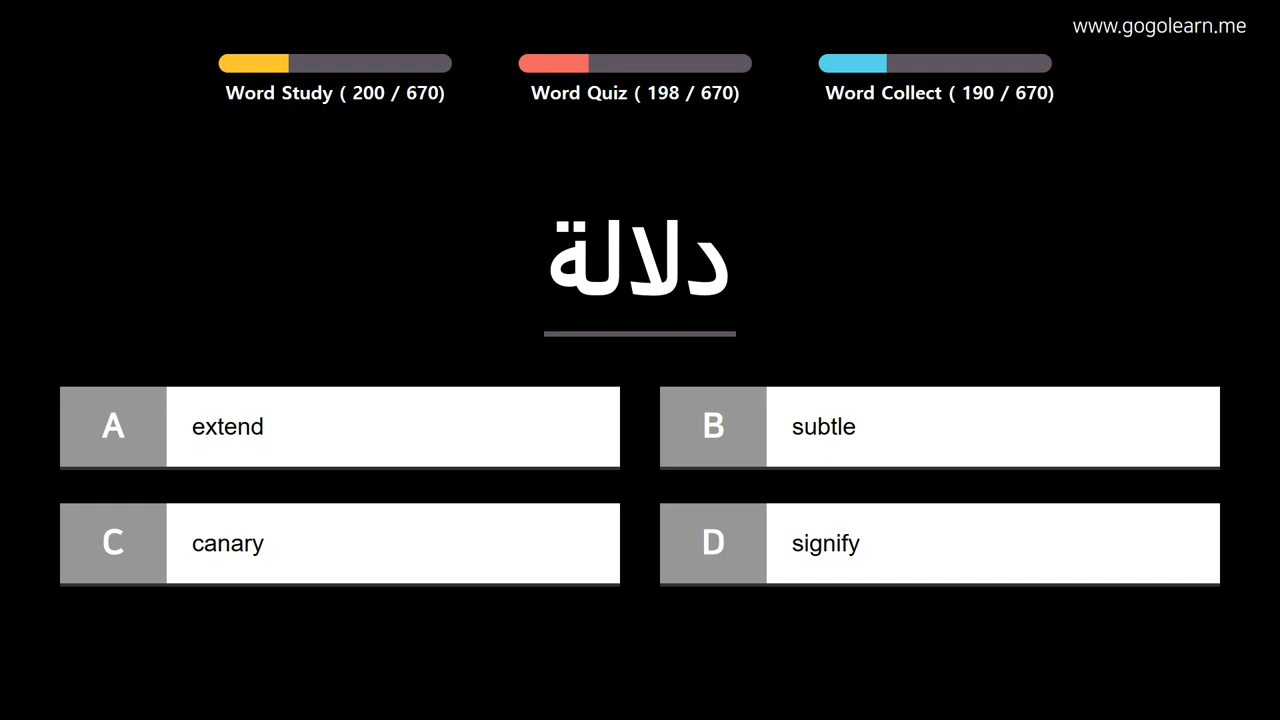 www.gogolearn.me
Word Study ( 200 / 670)
Word Quiz ( 198 / 670)
Word Collect ( 190 / 670)
دلالة
A extend
B subtle
C canary
D signify